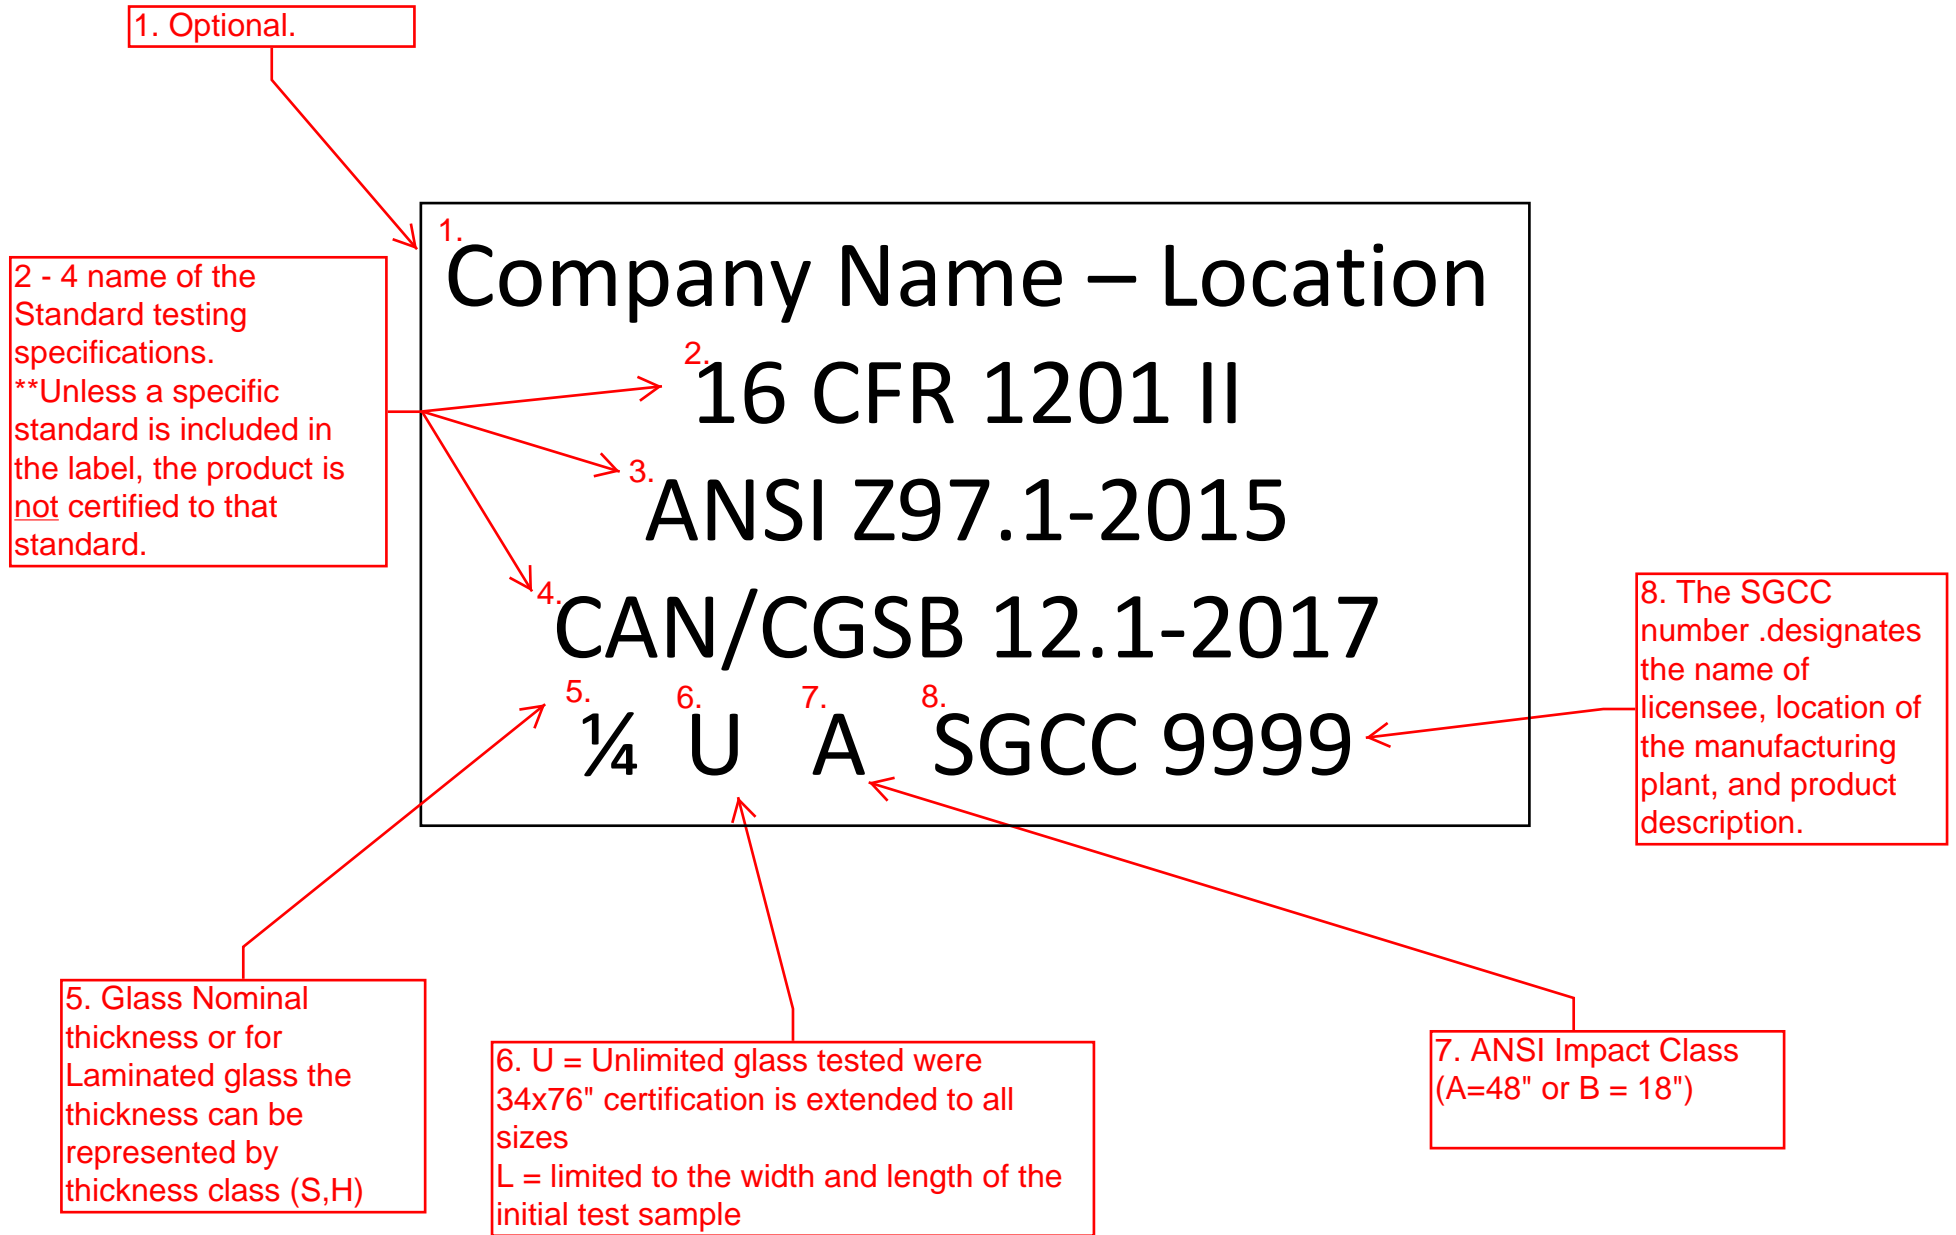 1. Optional.
1.
Company Name – Location
2 - 4 name of the
Standard testing
specifications.
**Unless a specific
standard is included in
the label, the product is
not certified to that
standard.
2.
16 CFR 1201 II
3.
ANSI Z97.1-2015
4.
CAN/CGSB 12.1-2017
5. 6. 7. 8.
¼ U A SGCC 9999
8. The SGCC
number .designates
the name of
licensee, location of
the manufacturing
plant, and product
description.
5. Glass Nominal
thickness or for
Laminated glass the
thickness can be
represented by
thickness class (S,H)
6. U = Unlimited glass tested were
34x76" certification is extended to all
sizes
L = limited to the width and length of the
initial test sample
7. ANSI Impact Class
(A=48" or B = 18")